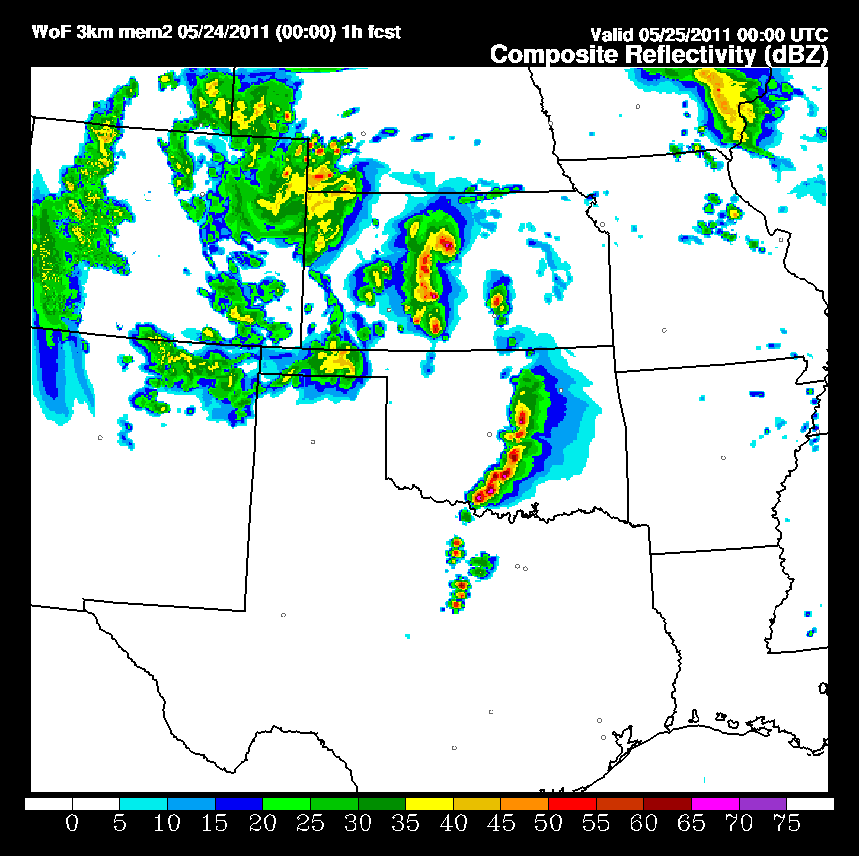 WoF 3km mem2 05/24/2011 (00:00) 1h fcst
Valid 05/25/2011 00:00 UTC
Composite Reflectivity (dBZ)
0 5 10 15 20 25 30 35 40 45 50 55 60 65 70 75